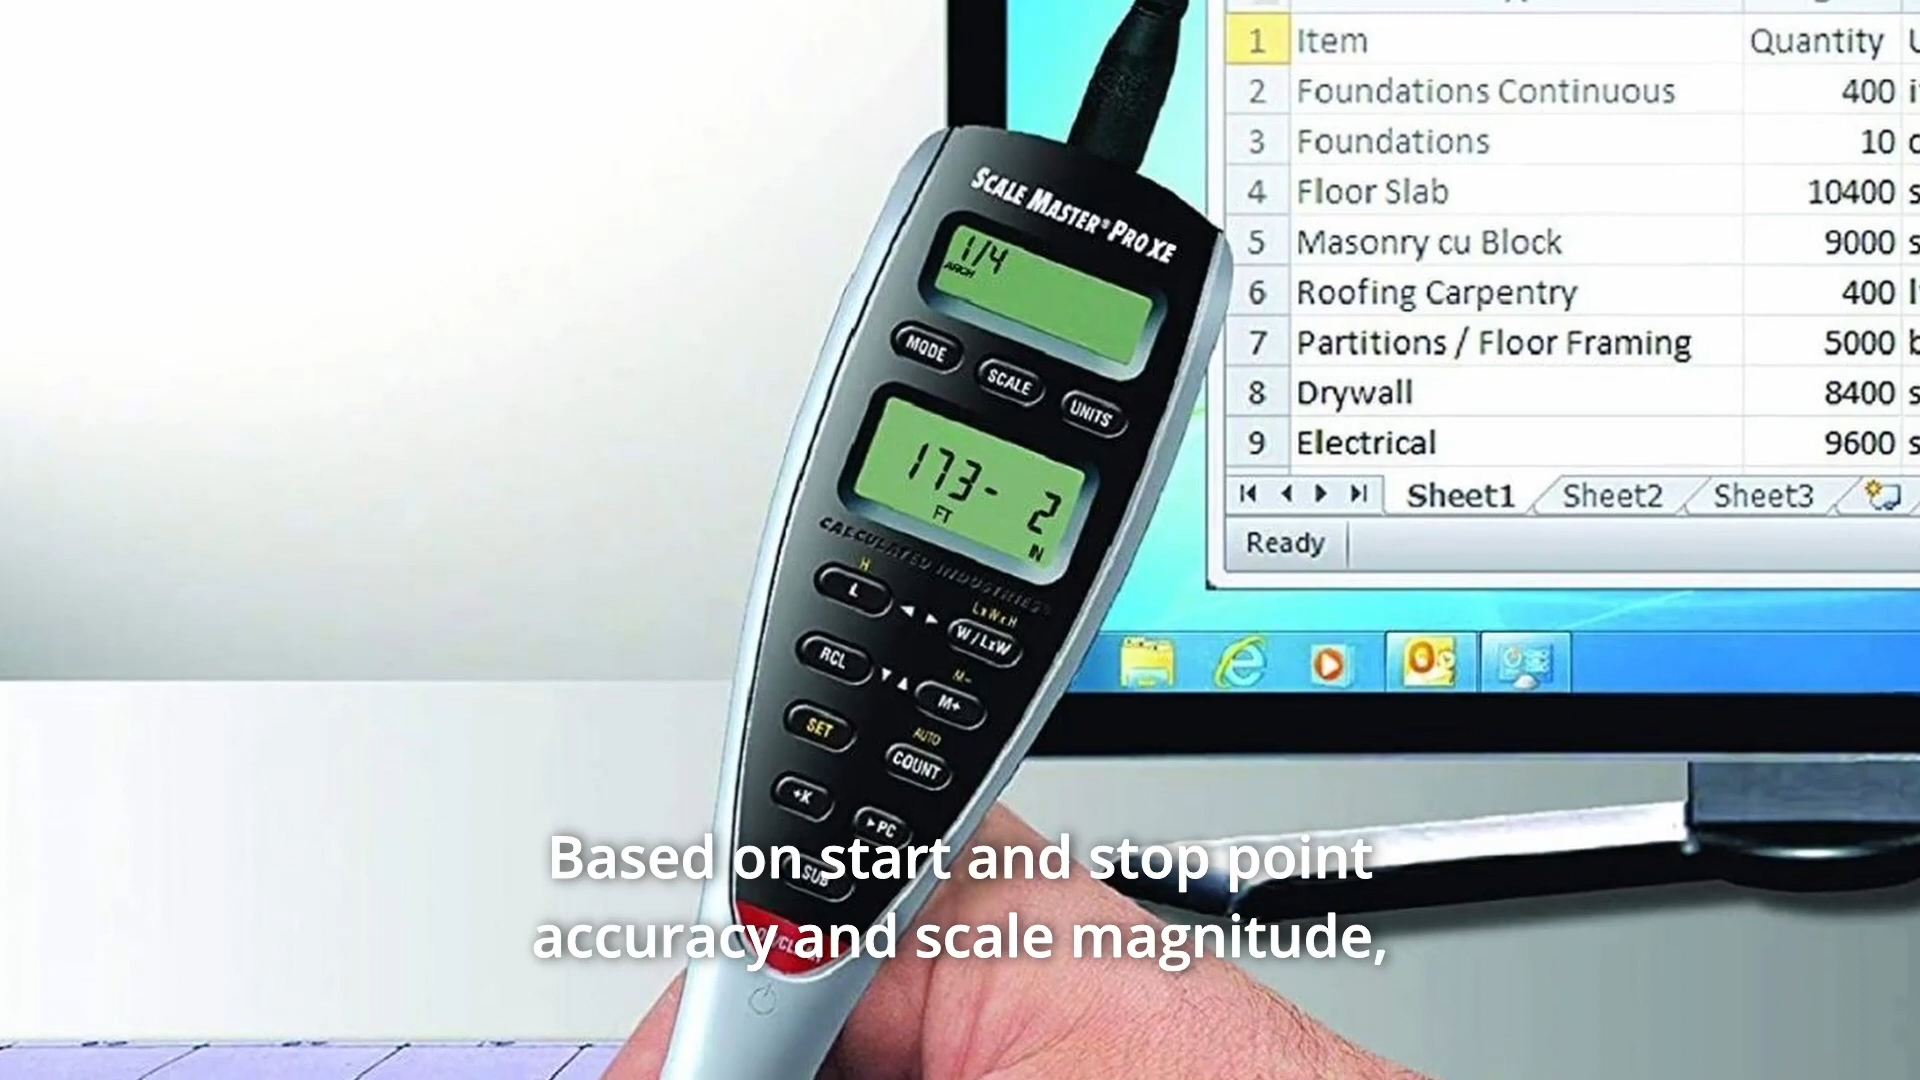 SCALE MASTER® PRO XE
1/4
ARCH
MODE
SCALE
UNITS
173- 2
FT IN
CALCULATED INDUSTRIES®
H
L
LxWxH
W/LxW
RCL
M-
M+
SET
AUTO
COUNT
+K
►PC
SUB
1 Item Quantity
2 Foundations Continuous 400
3 Foundations 10
4 Floor Slab 10400
5 Masonry cu Block 9000
6 Roofing Carpentry 400
7 Partitions / Floor Framing 5000
8 Drywall 8400
9 Electrical 9600
Sheet1 Sheet2 Sheet3
Ready
Based on start and stop point
accuracy and scale magnitude,